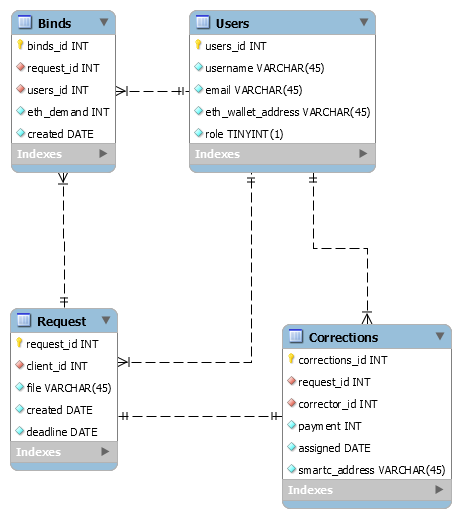 Binds
binds_id INT
request_id INT
users_id INT
eth_demand INT
created DATE
Indexes
Users
users_id INT
username VARCHAR(45)
email VARCHAR(45)
eth_wallet_address VARCHAR(45)
role TINYINT(1)
Indexes
Request
request_id INT
client_id INT
file VARCHAR(45)
created DATE
deadline DATE
Indexes
Corrections
corrections_id INT
request_id INT
corrector_id INT
payment INT
assigned DATE
smartc_address VARCHAR(45)
Indexes